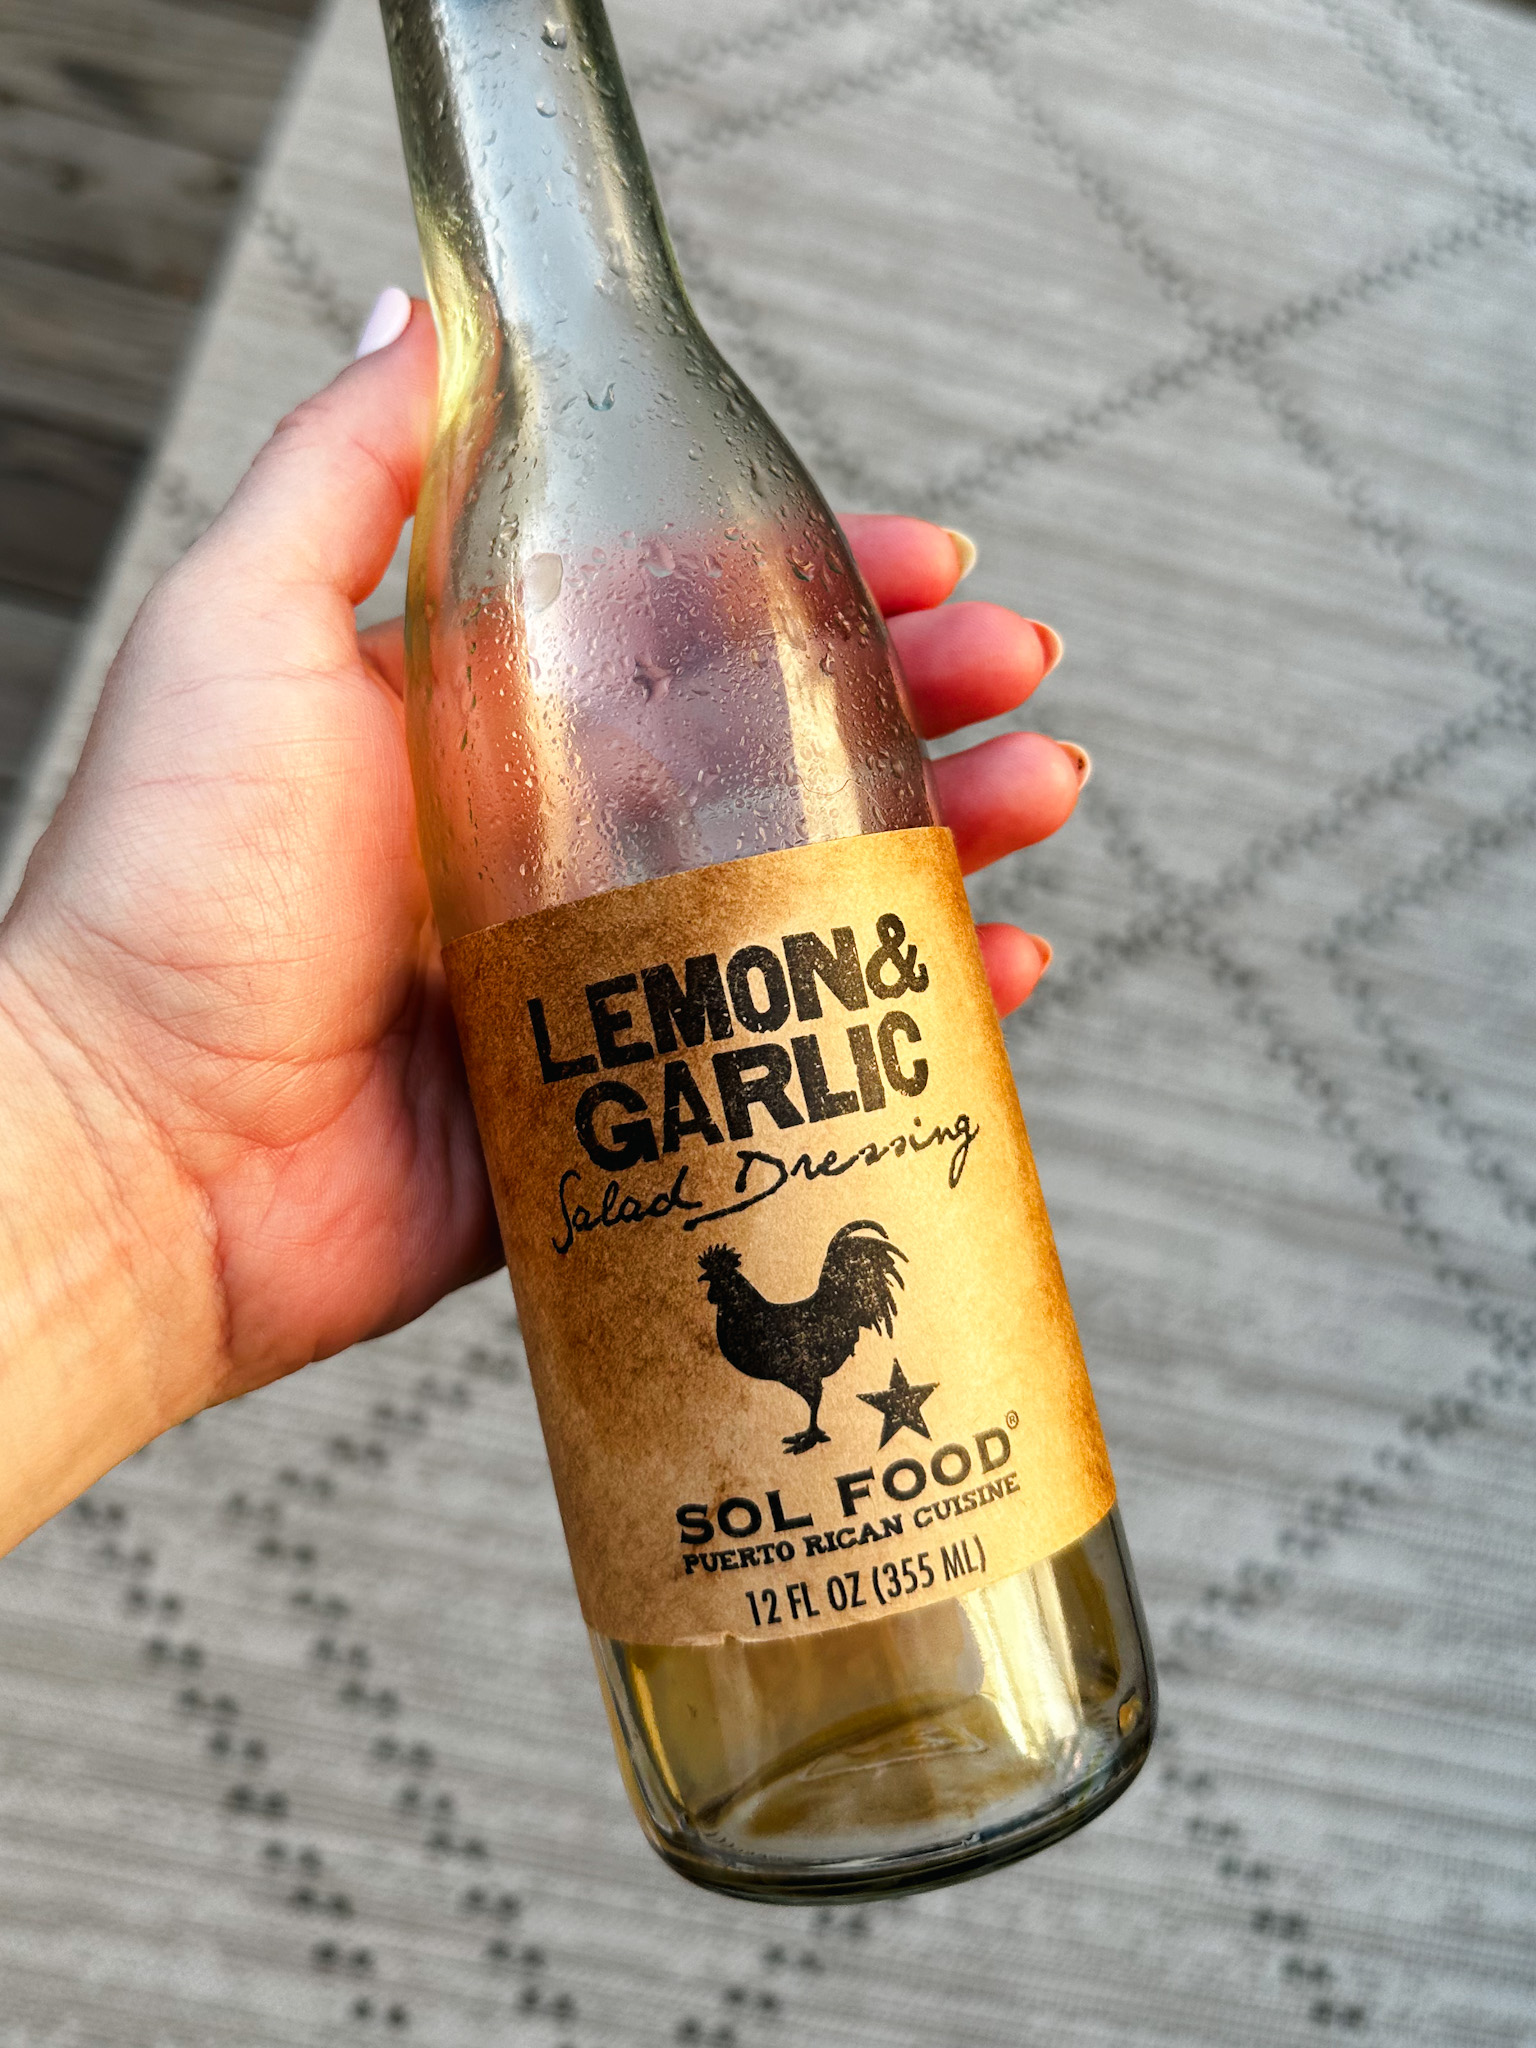 LEMON&
GARLIC
Salad Dressing
SOL FOOD®
PUERTO RICAN CUISINE
12 FL OZ (355 ML)